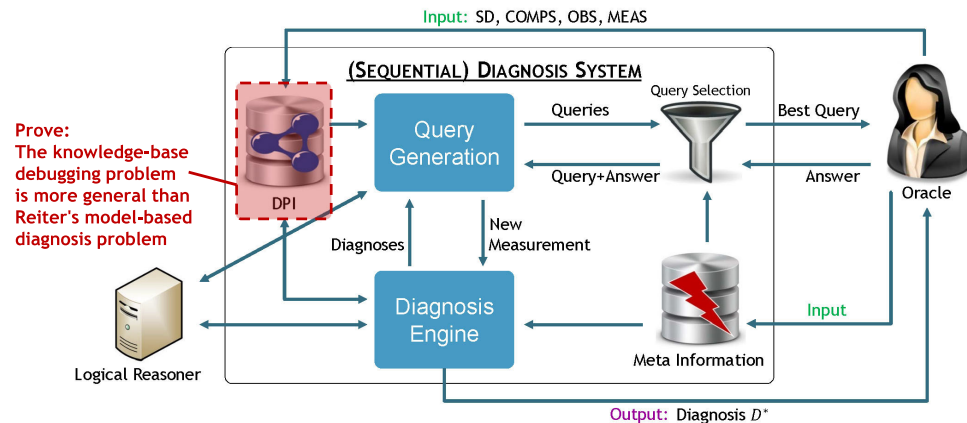 Input: SD, COMPS, OBS, MEAS
(SEQUENTIAL) DIAGNOSIS SYSTEM
Prove:
The knowledge-base
debugging problem
is more general than
Reiter's model-based
diagnosis problem
DPI
Query
Generation
Queries
Query+Answer
Query Selection
Best Query
Answer
Oracle
Diagnoses
New
Measurement
Diagnosis
Engine
Logical Reasoner
Meta Information
Input
Output: Diagnosis D*